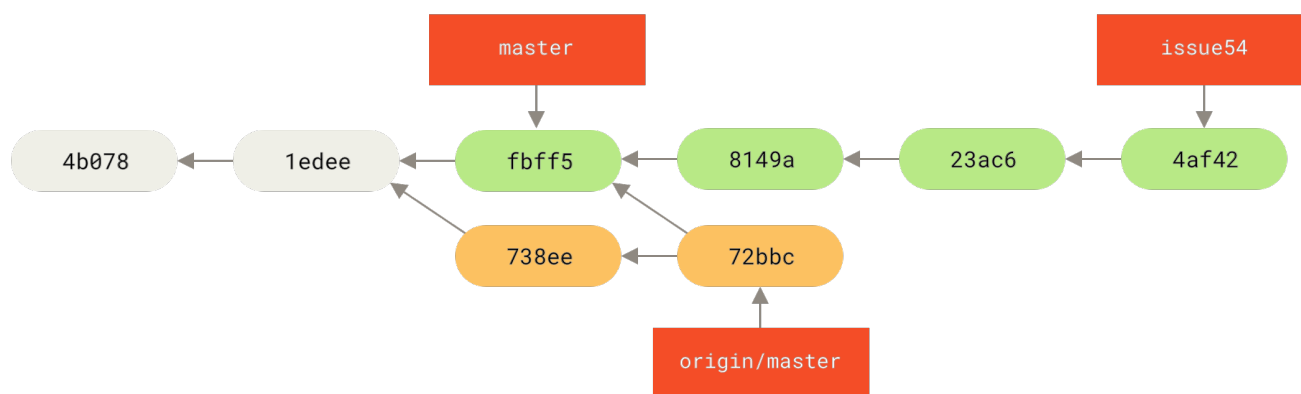 master
issue54
4b078
1edee
fbff5
8149a
23ac6
4af42
738ee
72bbc
origin/master